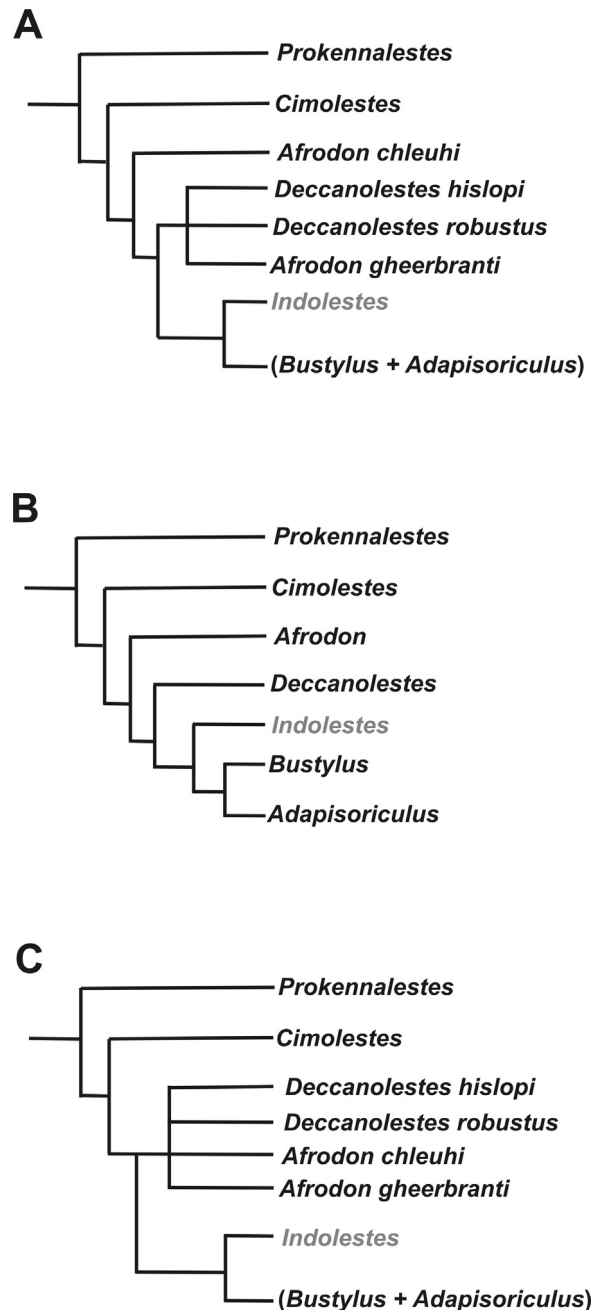 A
Prokennalestes
Cimolestes
Afrodon chleuhi
Deccanolestes hislopi
Deccanolestes robustus
Afrodon gheerbranti
Indolestes
(Bustylus + Adapisoriculus)
B
Prokennalestes
Cimolestes
Afrodon
Deccanolestes
Indolestes
Bustylus
Adapisoriculus
C
Prokennalestes
Cimolestes
Deccanolestes hislopi
Deccanolestes robustus
Afrodon chleuhi
Afrodon gheerbranti
Indolestes
(Bustylus + Adapisoriculus)